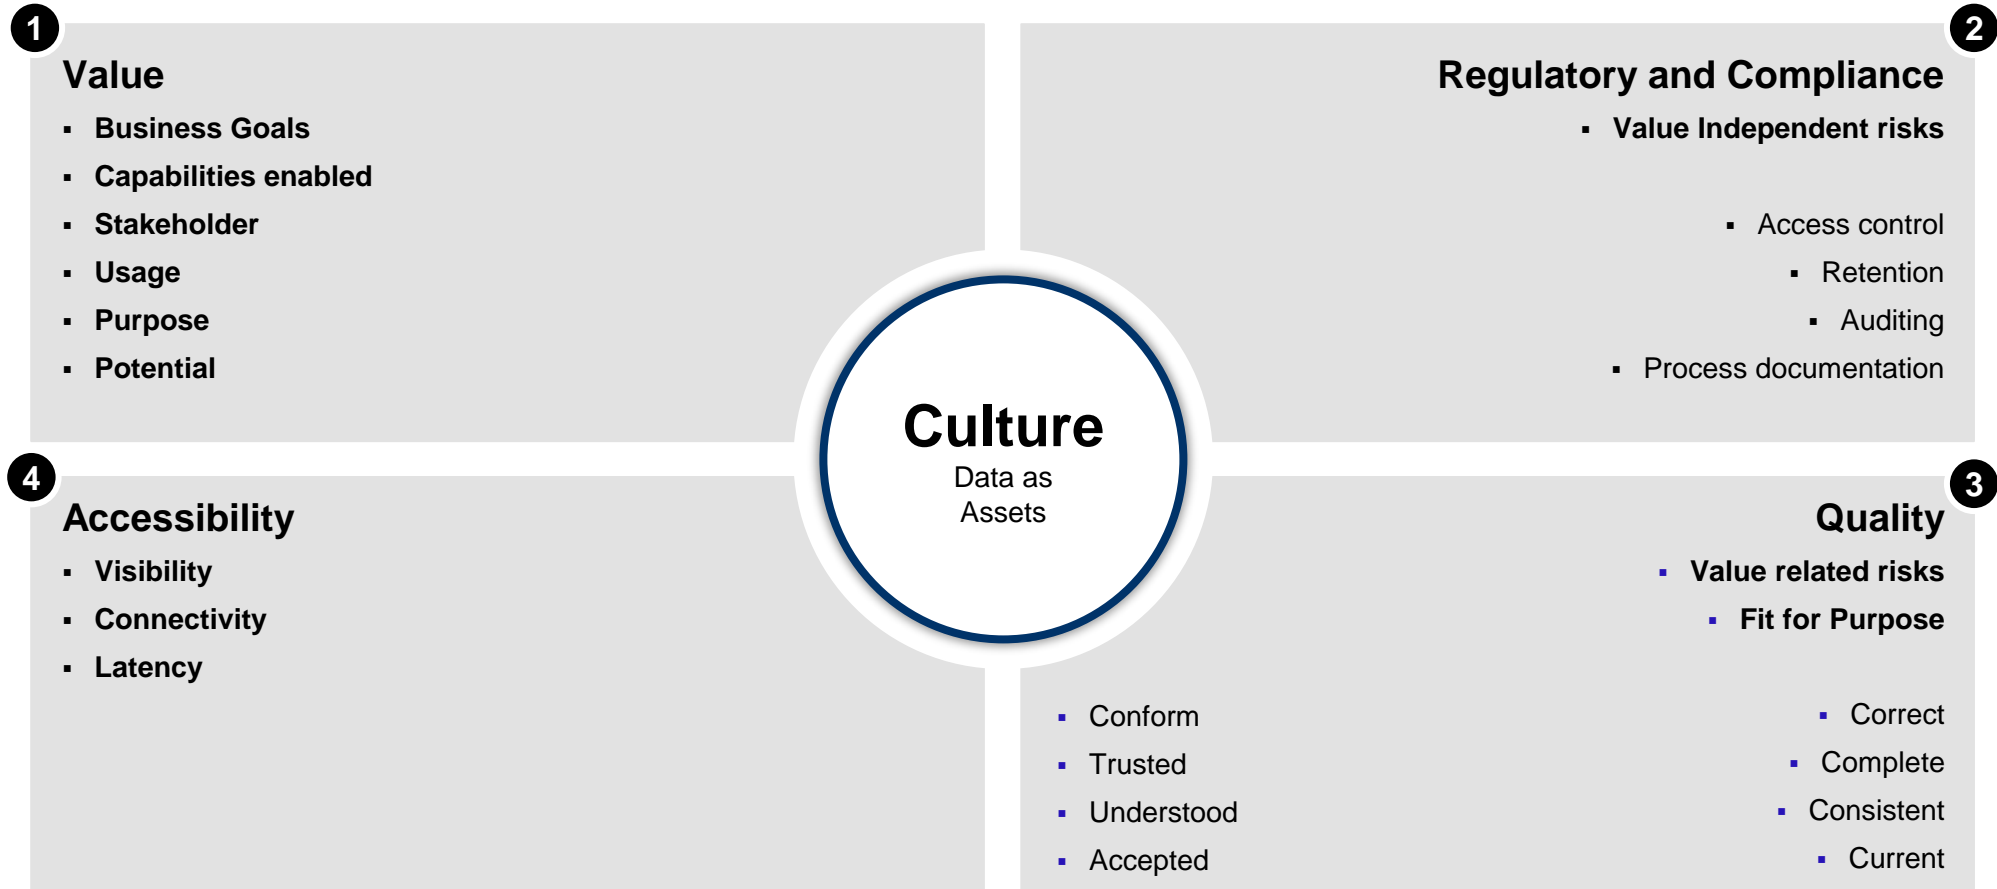 1
Value
▪ Business Goals
▪ Capabilities enabled
▪ Stakeholder
▪ Usage
▪ Purpose
▪ Potential
2
Regulatory and Compliance
▪ Value Independent risks
▪ Access control
▪ Retention
▪ Auditing
▪ Process documentation
Culture
Data as
Assets
4
Accessibility
▪ Visibility
▪ Connectivity
▪ Latency
3
Quality
▪ Value related risks
▪ Fit for Purpose
▪ Conform
▪ Trusted
▪ Understood
▪ Accepted
▪ Correct
▪ Complete
▪ Consistent
▪ Current